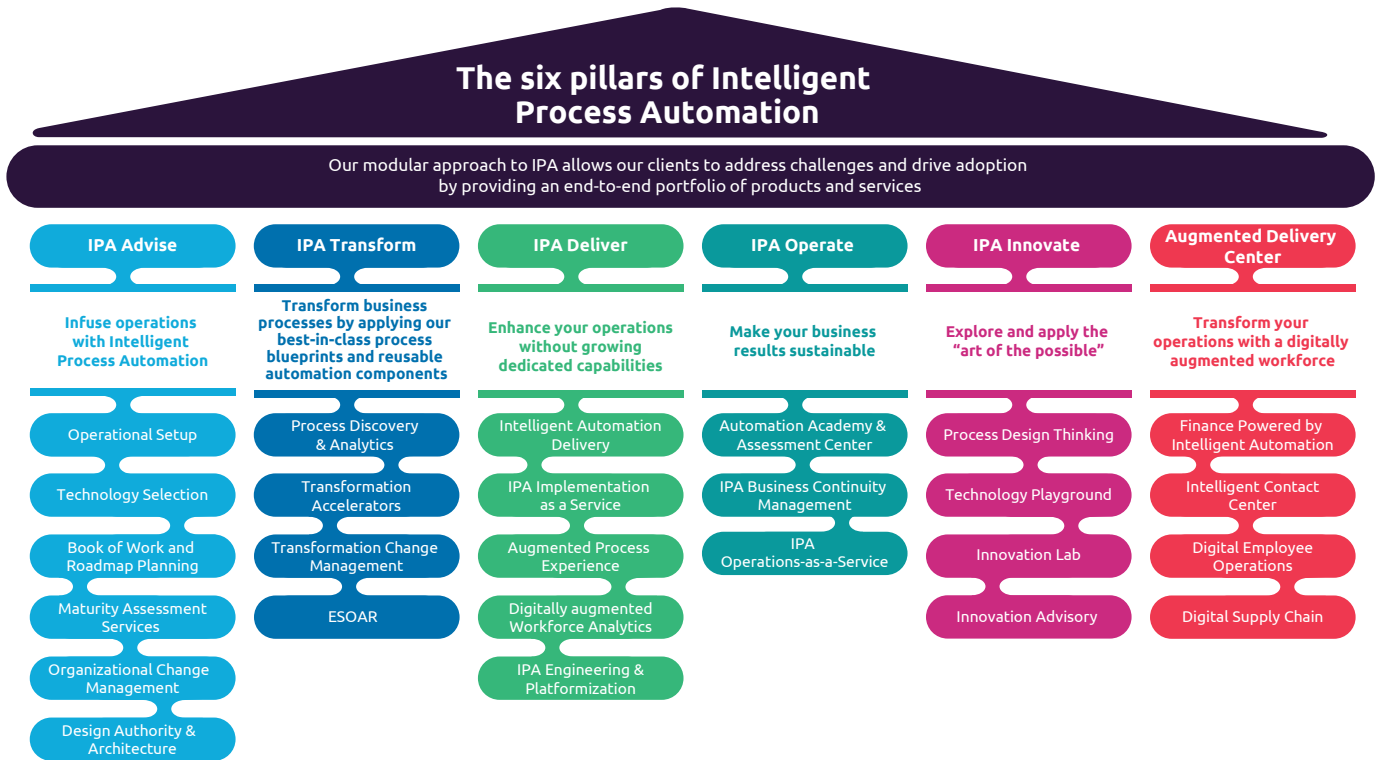 The six pillars of Intelligent
Process Automation
Our modular approach to IPA allows our clients to address challenges and drive adoption
by providing an end-to-end portfolio of products and services
IPA Advise
Infuse operations
with Intelligent
Process Automation
Operational Setup
Technology Selection
Book of Work and
Roadmap Planning
Maturity Assessment
Services
Organizational Change
Management
Design Authority &
Architecture
IPA Transform
Transform business
processes by applying our
best-in-class process
blueprints and reusable
automation components
Process Discovery
& Analytics
Transformation
Accelerators
Transformation Change
Management
ESOAR
IPA Deliver
Enhance your operations
without growing
dedicated capabilities
Intelligent Automation
Delivery
IPA Implementation
as a Service
Augmented Process
Experience
Digitally augmented
Workforce Analytics
IPA Engineering &
Platformization
IPA Operate
Make your business
results sustainable
Automation Academy &
Assessment Center
IPA Business Continuity
Management
IPA
Operations-as-a-Service
IPA Innovate
Explore and apply the
“art of the possible”
Process Design Thinking
Technology Playground
Innovation Lab
Innovation Advisory
Augmented Delivery
Center
Transform your
operations with a digitally
augmented workforce
Finance Powered by
Intelligent Automation
Intelligent Contact
Center
Digital Employee
Operations
Digital Supply Chain